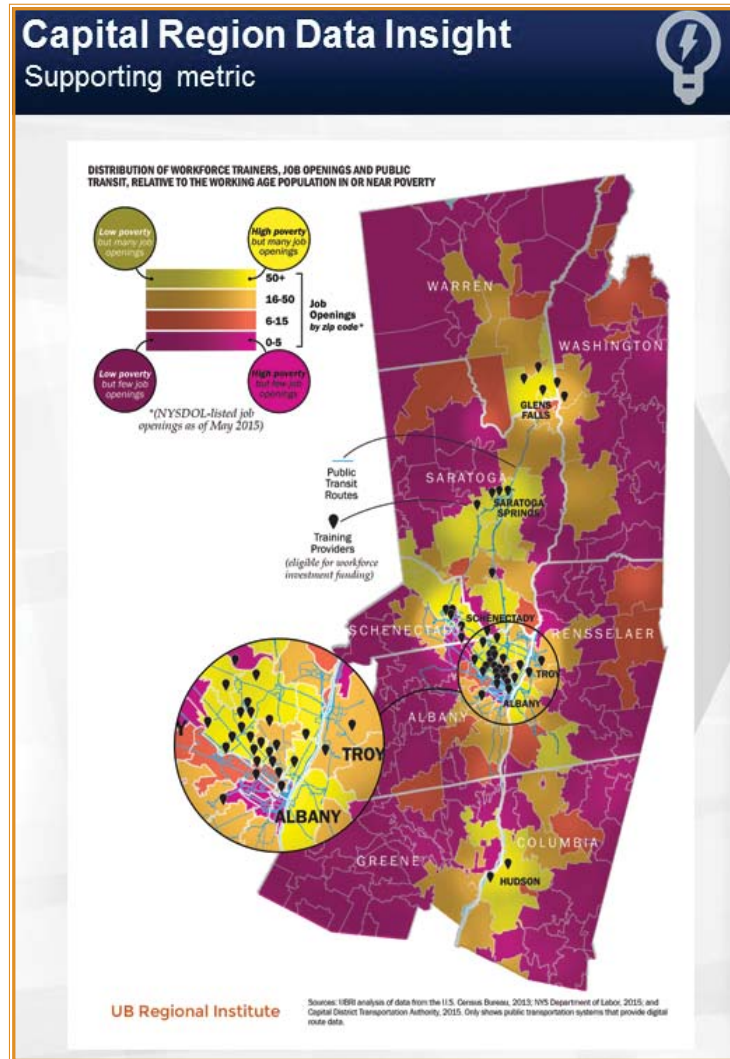 Capital Region Data Insight
Supporting metric
DISTRIBUTION OF WORKFORCE TRAINERS, JOB OPENINGS AND PUBLIC
TRANSIT, RELATIVE TO THE WORKING AGE POPULATION IN OR NEAR POVERTY
Low poverty
but many job
openings
High poverty
but many job
openings
50+
16-50
6-15
0-5
Job
Openings
by zip code*
Low poverty
but few job
openings
High poverty
but few job
openings
*(NYSDOL-listed job
openings as of May 2015)
WARREN
WASHINGTON
GLENS
FALLS
Public
Transit
Routes
SARATOGA
SARATOGA
SPRINGS
Training
Providers
(eligible for workforce
investment funding)
SCHENECTADY
SCHENECTADY
RENSSELAER
TROY
ALBANY
ALBANY
Y
TROY
ALBANY
COLUMBIA
GREENE
HUDSON
UB Regional Institute
Sources: UBRI analysis of data from the U.S. Census Bureau, 2013; NYS Department of Labor, 2015; and
Capital District Transportation Authority, 2015. Only shows public transportation systems that provide digital
route data.